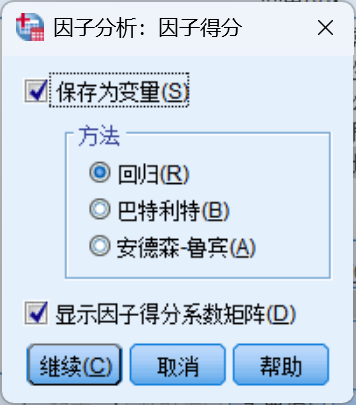 因子分析：因子得分
保存为变量(S)
方法
回归(R)
巴特利特(B)
安德森-鲁宾(A)
显示因子得分系数矩阵(D)
继续(C) 取消 帮助